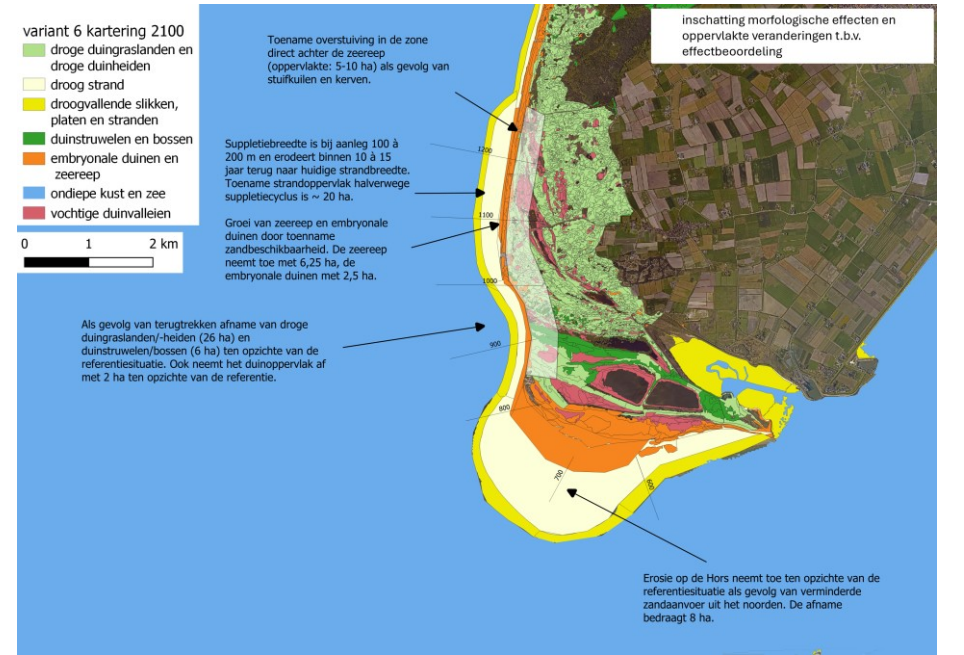 variant 6 kartering 2100
droge duingraslanden en
droge duinheiden
droog strand
droogvallende slikken,
platen en stranden
duinstruwelen en bossen
embryonale duinen en
zeereep
ondiepe kust en zee
vochtige duinvalleien
0 1 2 km
inschatting morfologische effecten en
oppervlakte veranderingen t.b.v.
effectbeoordeling
Toename overstuiving in de zone
direct achter de zeereep
(oppervlakte: 5-10 ha) als gevolg van
stuifkuilen en kerven.
Suppletiebreedte is bij aanleg 100 à
200 m en erodeert binnen 10 à 15
jaar terug naar huidige strandbreedte.
Toename strandoppervlak halverwege
suppletiecyclus is ~ 20 ha.
Groei van zeereep en embryonale
duinen door toenname
zandbeschikbaarheid. De zeereep
neemt toe met 6,25 ha, de
embryonale duinen met 2,5 ha.
Als gevolg van terugtrekken afname van droge
duingraslanden/-heiden (26 ha) en
duinstruwelen/bossen (6 ha) ten opzichte van de
referentiesituatie. Ook neemt het duinoppervlak af
met 2 ha ten opzichte van de referentie.
1200
1100
1000
900
800
700
600
Erosie op de Hors neemt toe ten opzichte van de
referentiesituatie als gevolg van verminderde
zandaanvoer uit het noorden. De afname
bedraagt 8 ha.